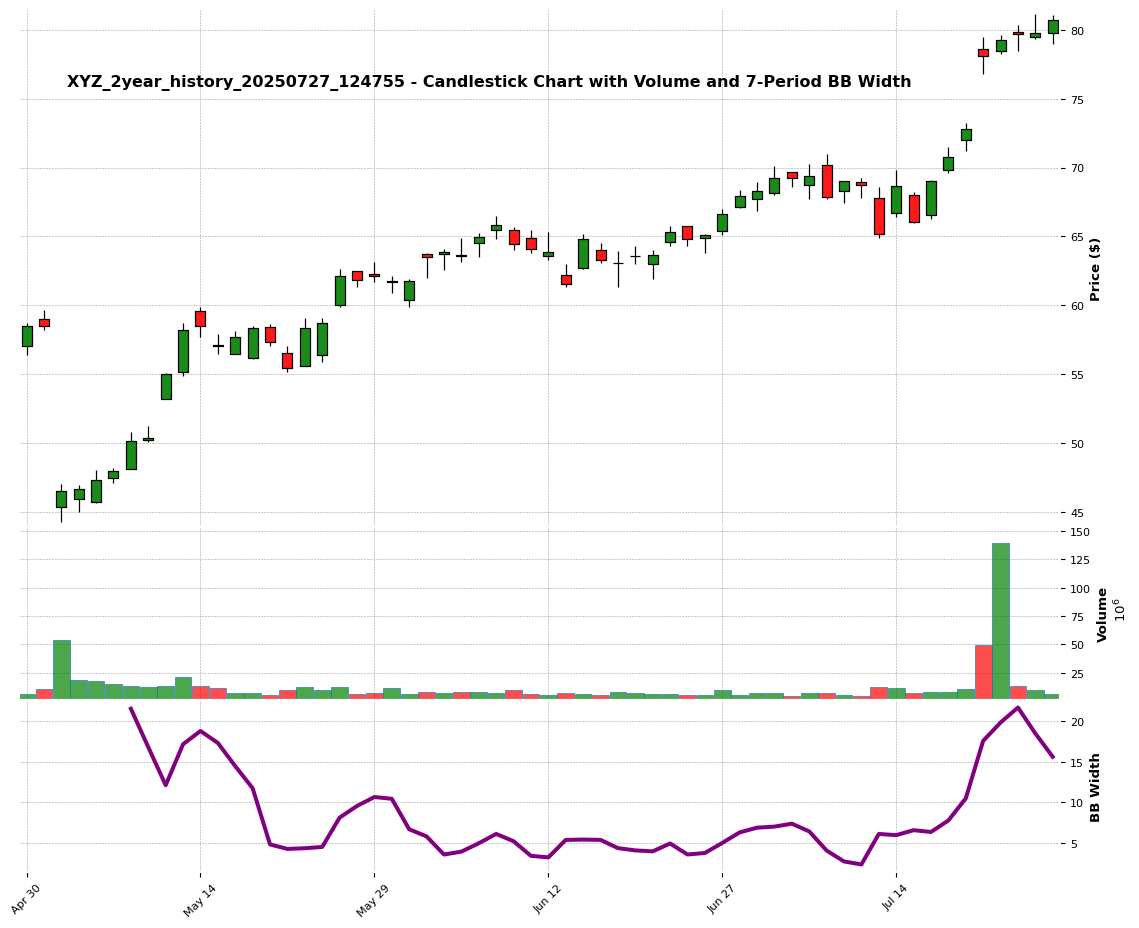 XYZ_2year_history_20250727_124755 - Candlestick Chart with Volume and 7-Period BB Width
80
75
70
65
60
55
50
45
Price ($)
150
125
100
75
50
25
Volume
10^6
20
15
10
5
BB Width
Apr 30
May 14
May 29
Jun 12
Jun 27
Jul 14